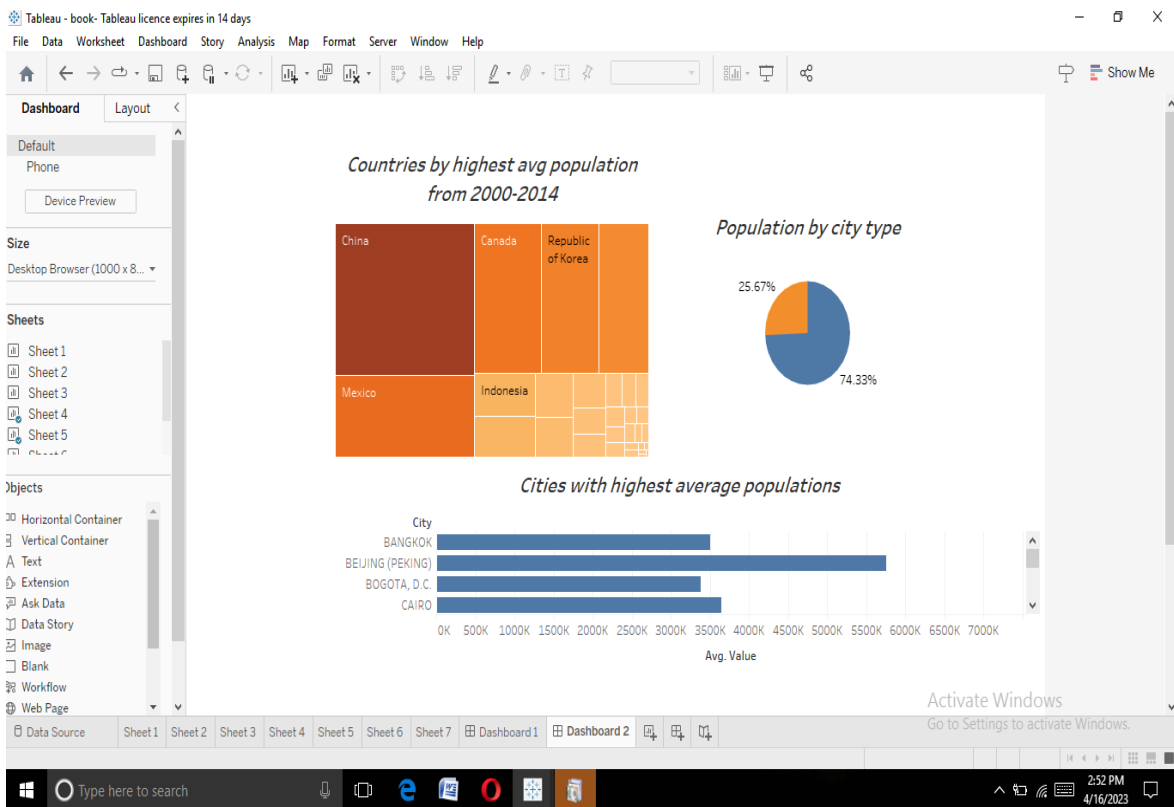 Tableau - book- Tableau licence expires in 14 days
File Data Worksheet Dashboard Story Analysis Map Format Server Window Help
Show Me
Dashboard Layout
Default
Phone
Device Preview
Size
Desktop Browser (1000 x 8...
Sheets
Sheet 1
Sheet 2
Sheet 3
Sheet 4
Sheet 5
Objects
Horizontal Container
Vertical Container
Text
Extension
Ask Data
Data Story
Image
Blank
Workflow
Web Page
Countries by highest avg population
from 2000-2014
China
Canada
Republic
of Korea
Mexico
Indonesia
Population by city type
25.67%
74.33%
Cities with highest average populations
City
BANGKOK
BEIJING (PEKING)
BOGOTA, D.C.
CAIRO
0K 500K 1000K 1500K 2000K 2500K 3000K 3500K 4000K 4500K 5000K 5500K 6000K 6500K 7000K
Avg. Value
Activate Windows
Go to Settings to activate Windows.
Data Source Sheet 1 Sheet 2 Sheet 3 Sheet 4 Sheet 5 Sheet 6 Sheet 7 Dashboard 1 Dashboard 2
Type here to search
2:52 PM
4/16/2023